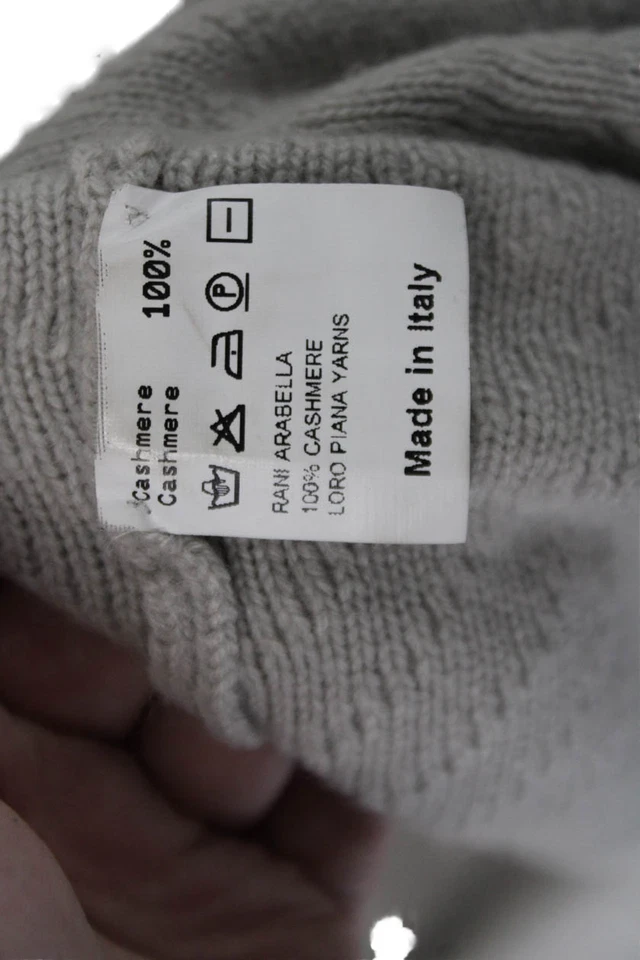 Cashmere
Cashmere 100%
P
RANI ARABELLA
100% CASHMERE
LORO PIANA YARNS
Made in Italy